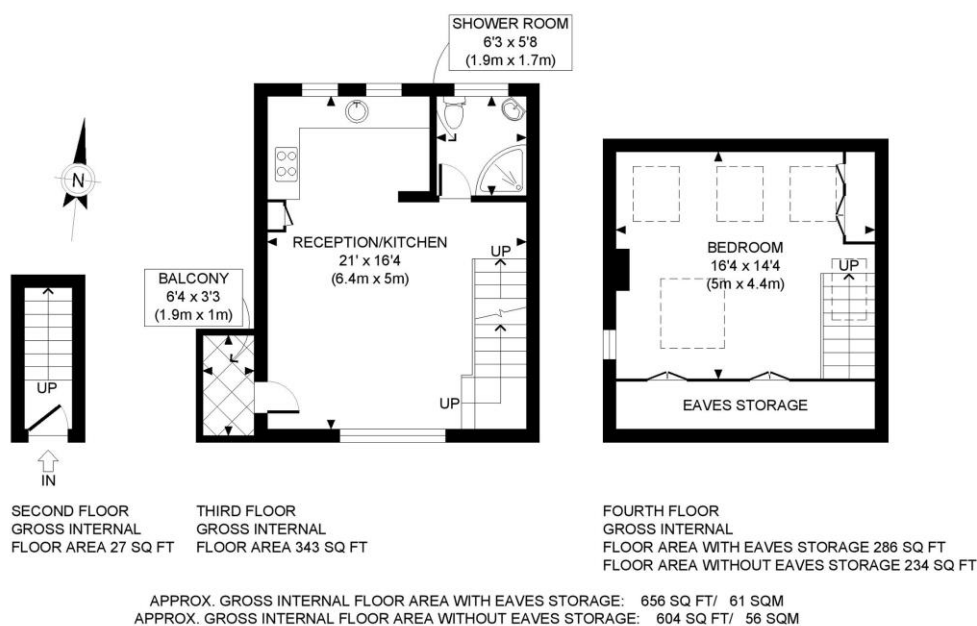 SHOWER ROOM
6'3 x 5'8
(1.9m x 1.7m)
N
RECEPTION/KITCHEN
21' x 16'4
(6.4m x 5m)
UP
UP
BALCONY
6'4 x 3'3
(1.9m x 1m)
UP
IN
BEDROOM
16'4 x 14'4
(5m x 4.4m)
UP
EAVES STORAGE
SECOND FLOOR
GROSS INTERNAL
FLOOR AREA 27 SQ FT
THIRD FLOOR
GROSS INTERNAL
FLOOR AREA 343 SQ FT
FOURTH FLOOR
GROSS INTERNAL
FLOOR AREA WITH EAVES STORAGE 286 SQ FT
FLOOR AREA WITHOUT EAVES STORAGE 234 SQ FT
APPROX. GROSS INTERNAL FLOOR AREA WITH EAVES STORAGE: 656 SQ FT/ 61 SQM
APPROX. GROSS INTERNAL FLOOR AREA WITHOUT EAVES STORAGE: 604 SQ FT/ 56 SQM